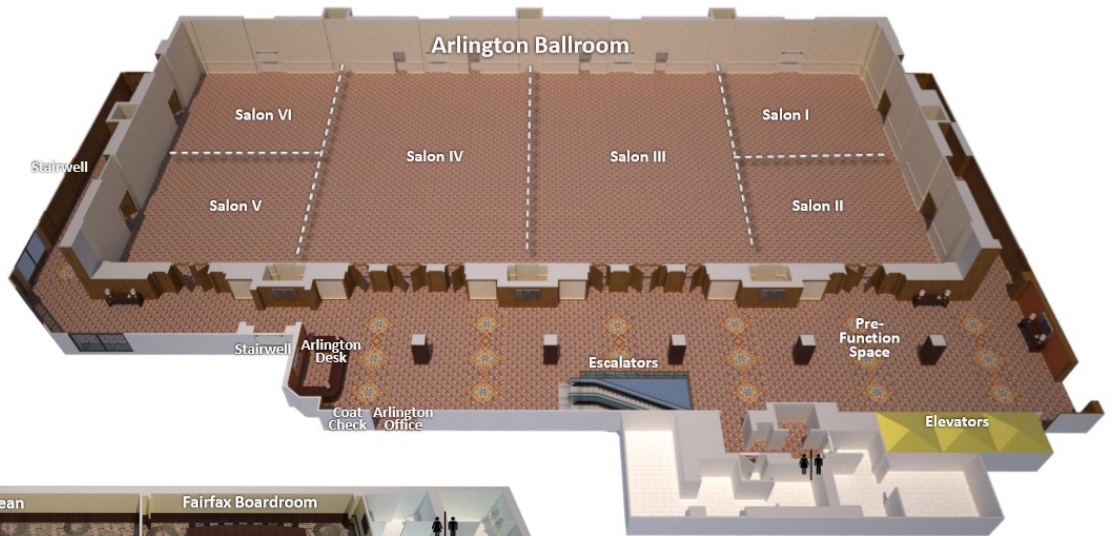 Arlington Ballroom
Salon VI
Salon I
Salon IV
Salon III
Stairwell
Salon V
Salon II
Pre-
Function
Space
Stairwell
Arlington
Desk
Escalators
Coat
Check
Arlington
Office
Elevators
Fairfax Boardroom